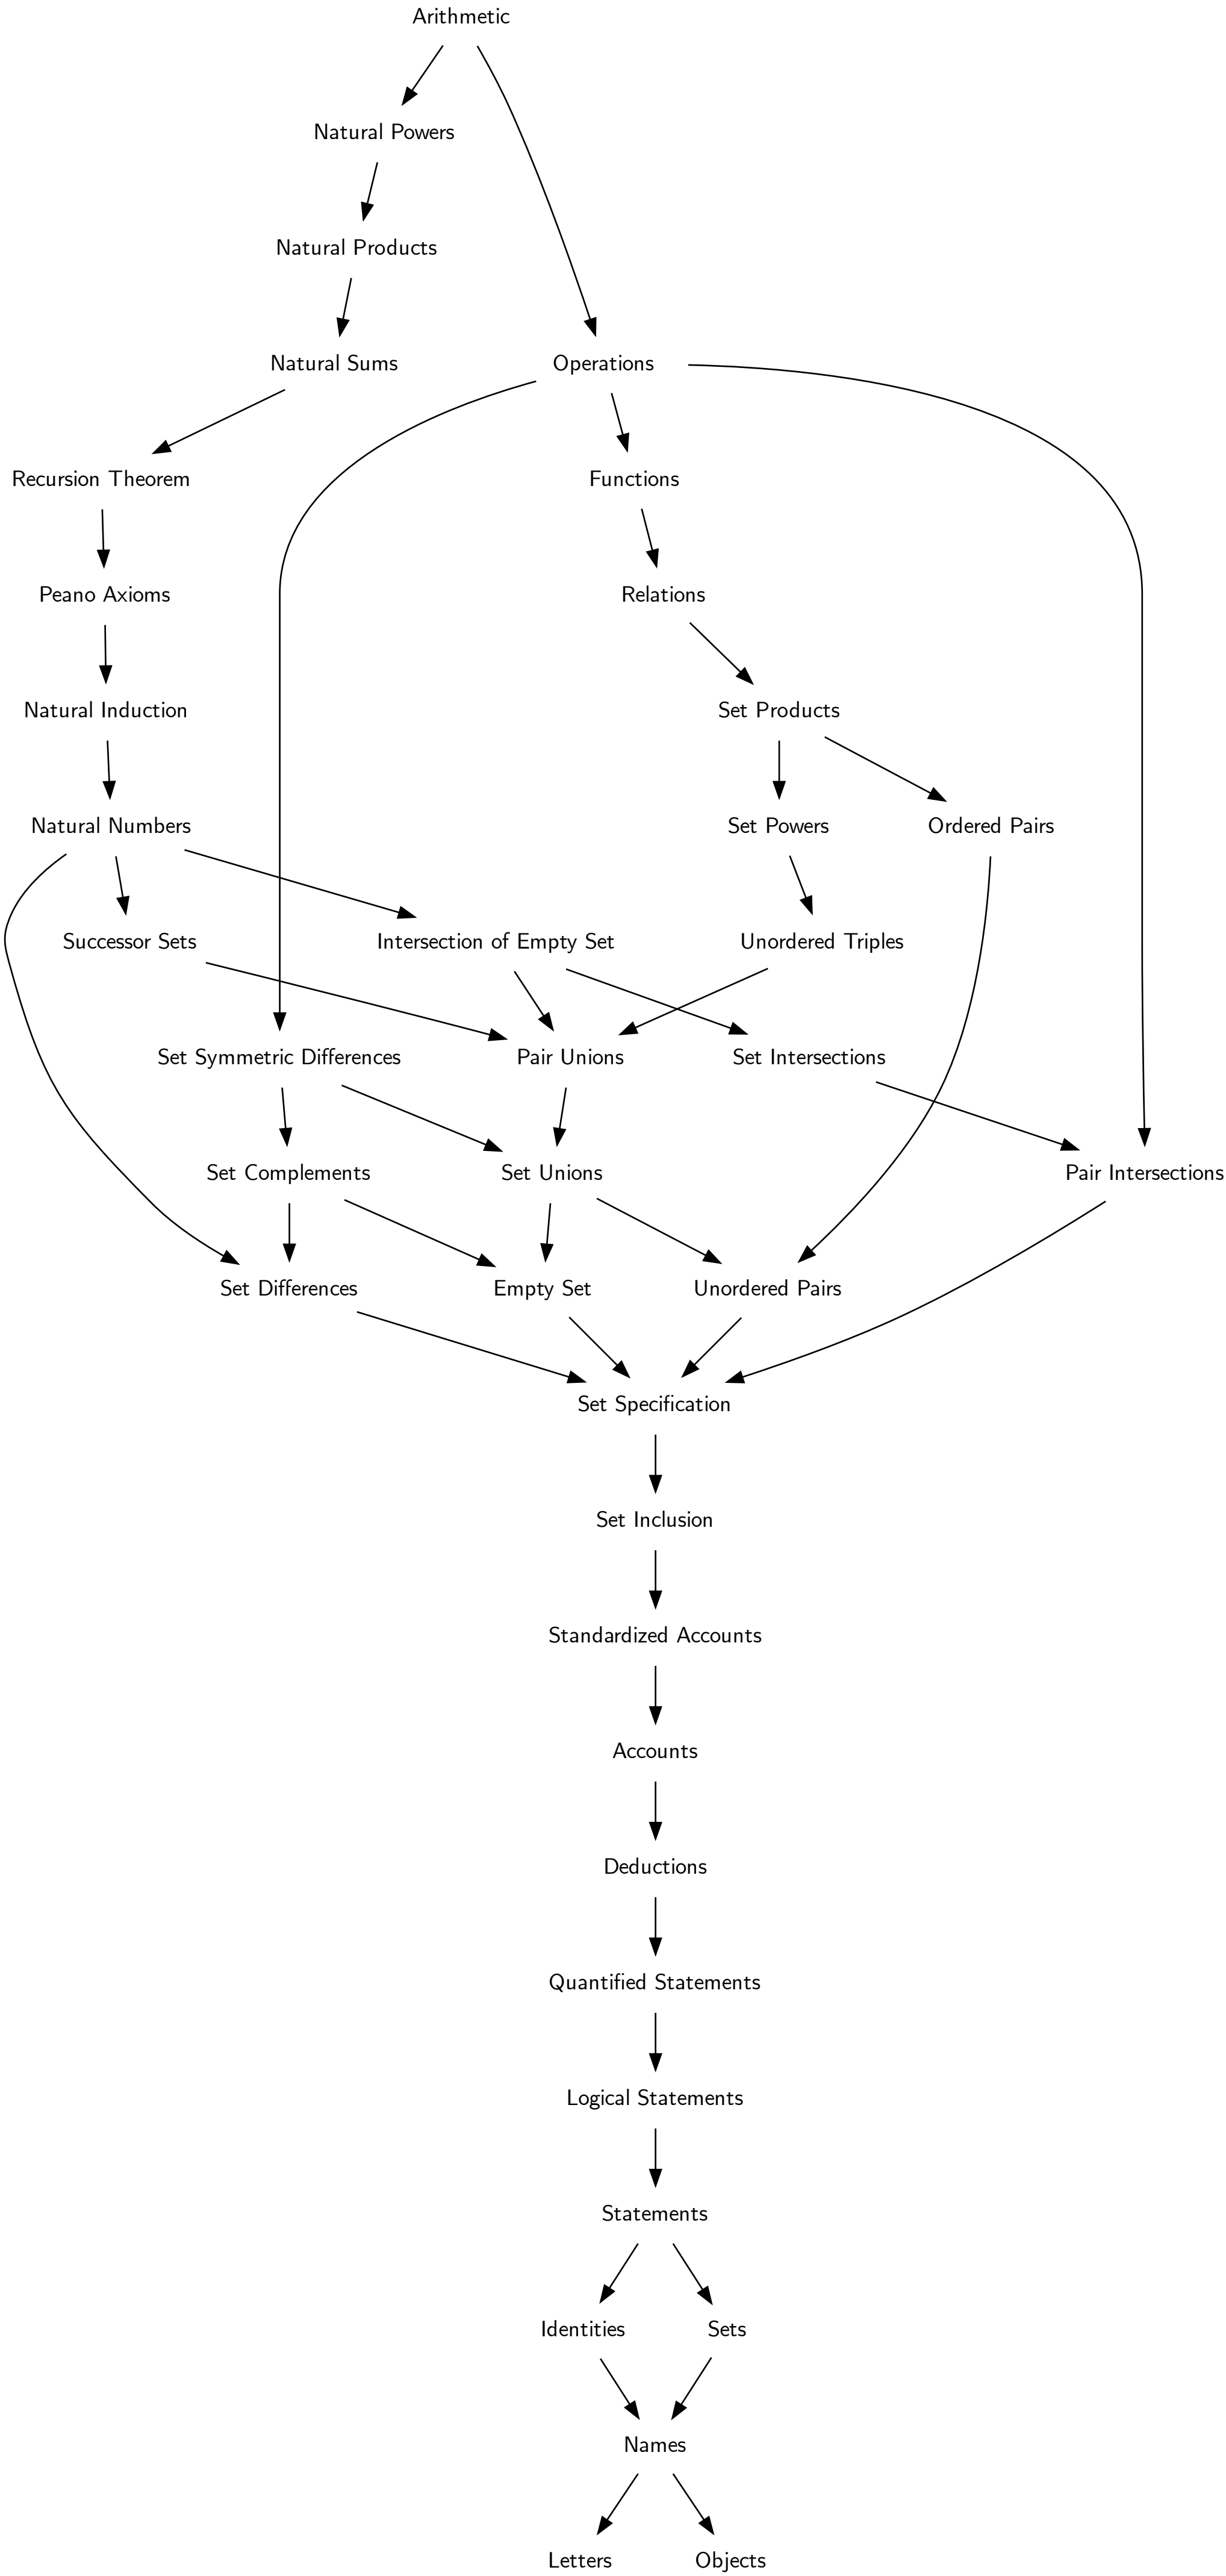 Arithmetic
Natural Powers
Natural Products
Natural Sums
Operations
Recursion Theorem
Functions
Peano Axioms
Relations
Natural Induction
Set Products
Natural Numbers
Set Powers
Ordered Pairs
Successor Sets
Intersection of Empty Set
Unordered Triples
Set Symmetric Differences
Pair Unions
Set Intersections
Set Complements
Set Unions
Pair Intersections
Set Differences
Empty Set
Unordered Pairs
Set Specification
Set Inclusion
Standardized Accounts
Accounts
Deductions
Quantified Statements
Logical Statements
Statements
Identities
Sets
Names
Letters
Objects